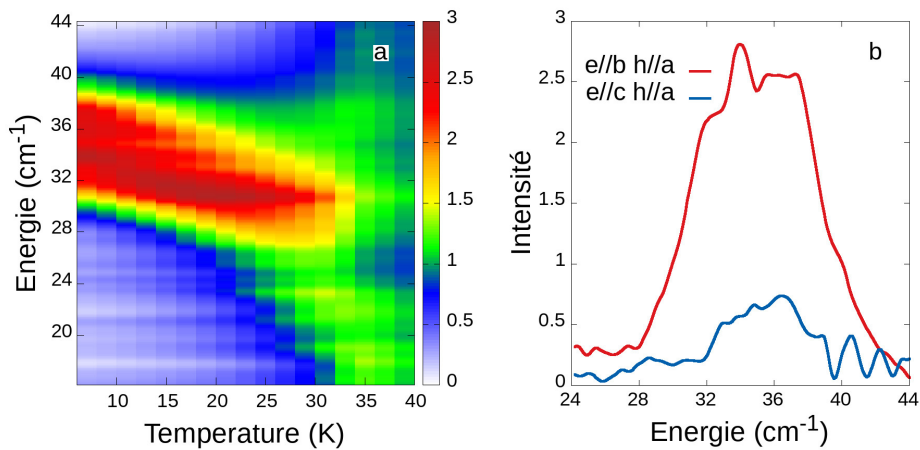 a
44
40
36
32
28
24
20
Energie (cm-1)
10 15 20 25 30 35 40
Temperature (K)
3
2.5
2
1.5
1
0.5
0
b
e//b h//a
e//c h//a
3
2.5
2
1.5
1
0.5
0
Intensité
24 28 32 36 40 44
Energie (cm-1)